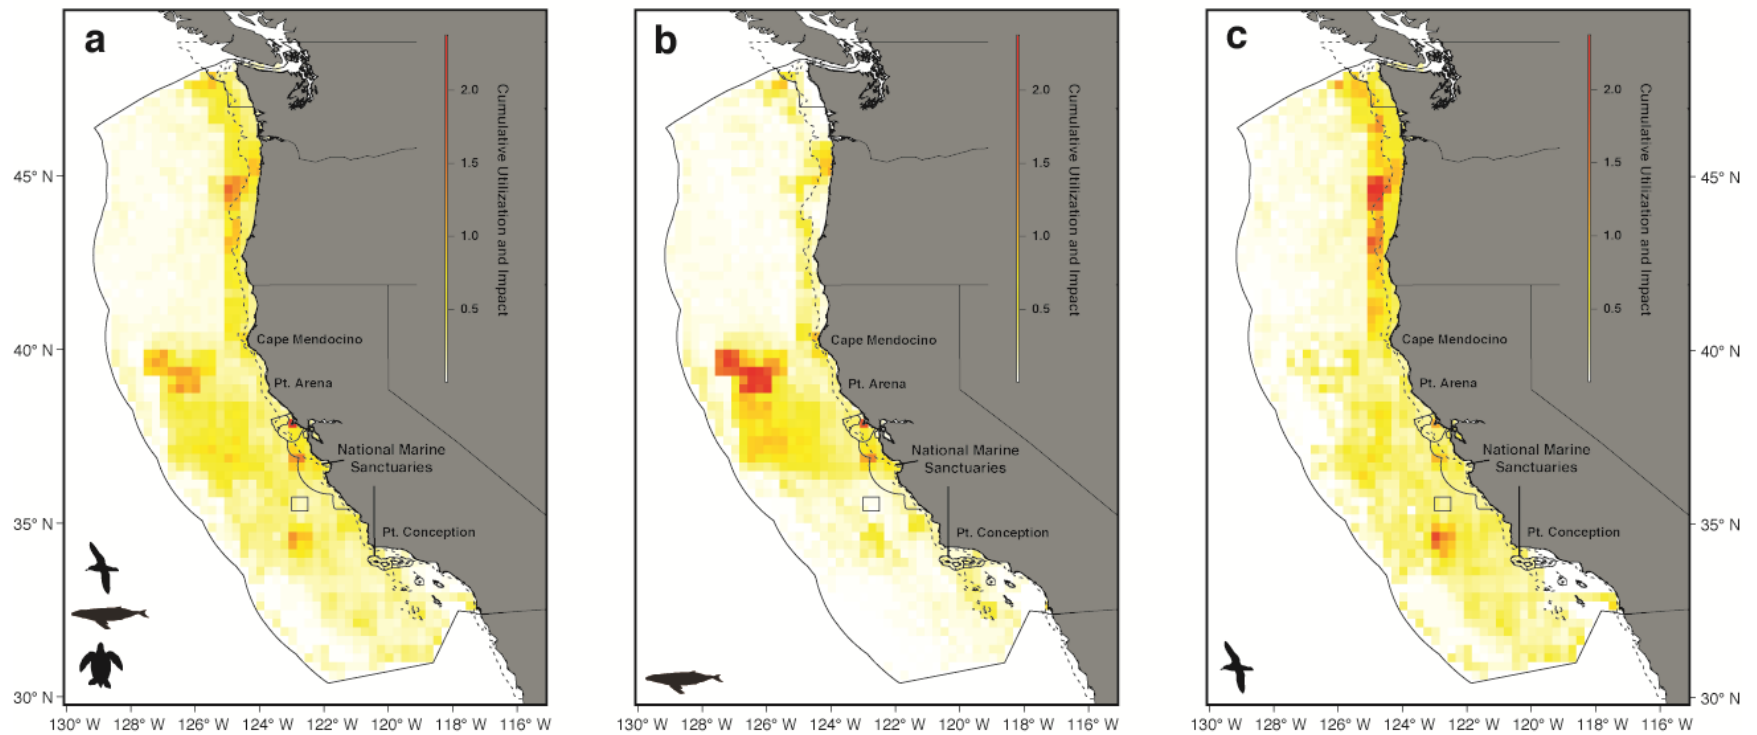 a
2.0
1.5
1.0
0.5
Cumulative Utilization and Impact
Cape Mendocino
Pt. Arena
National Marine
Sanctuaries
Pt. Conception
45° N
40° N
35° N
30° N
130° W 128° W 126° W 124° W 122° W 120° W 118° W 116° W
b
2.0
1.5
1.0
0.5
Cumulative Utilization and Impact
Cape Mendocino
Pt. Arena
National Marine
Sanctuaries
Pt. Conception
130° W 128° W 126° W 124° W 122° W 120° W 118° W 116° W
c
2.0
1.5
1.0
0.5
Cumulative Utilization and Impact
Cape Mendocino
Pt. Arena
National Marine
Sanctuaries
Pt. Conception
45° N
40° N
35° N
30° N
130° W 128° W 126° W 124° W 122° W 120° W 118° W 116° W